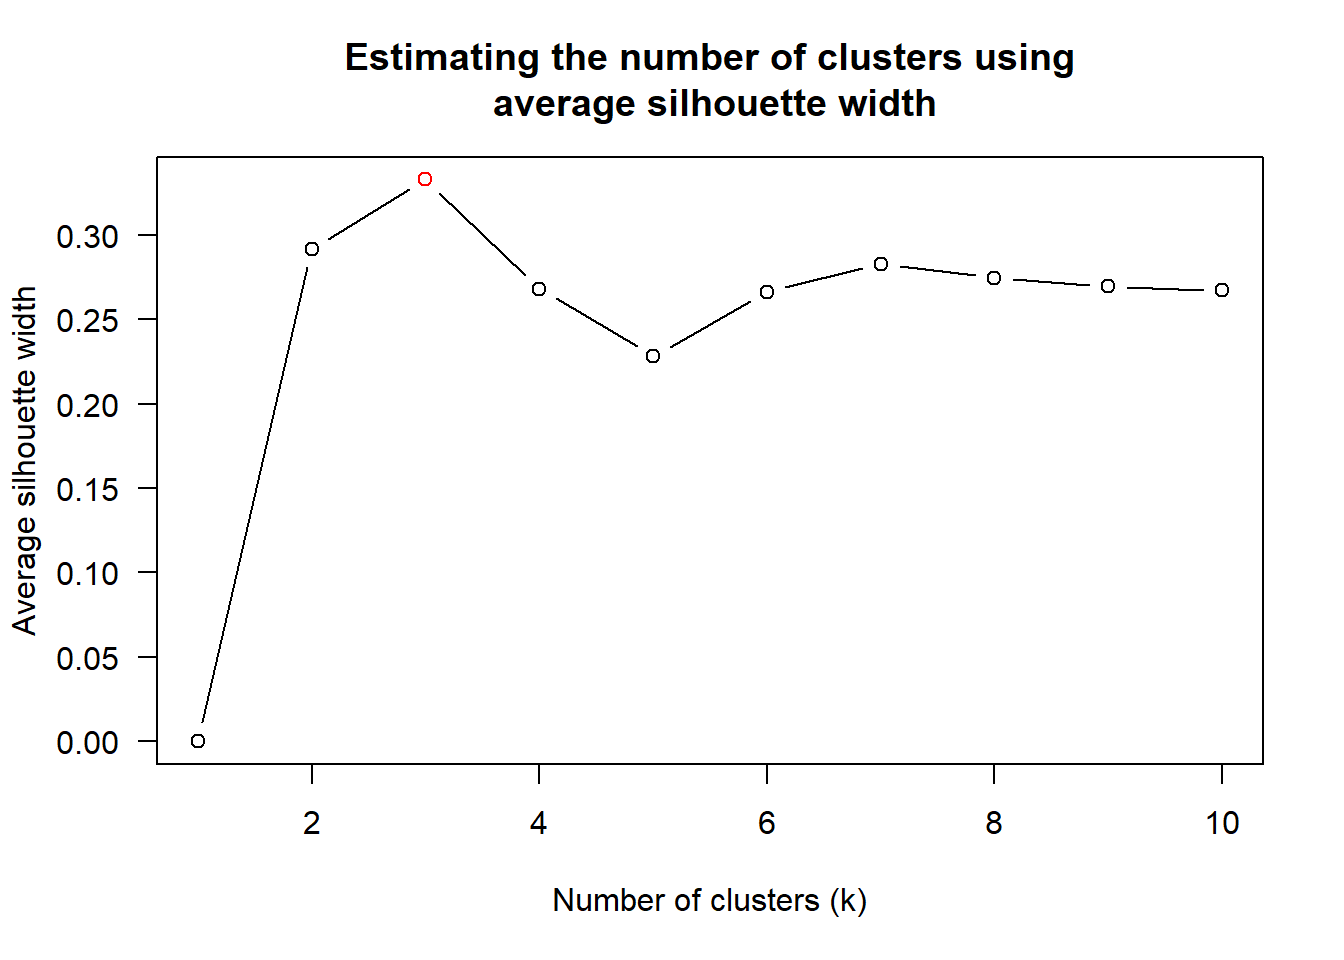 Estimating the number of clusters using
average silhouette width
Average silhouette width
0.30
0.25
0.20
0.15
0.10
0.05
0.00
2 4 6 8 10
Number of clusters (k)